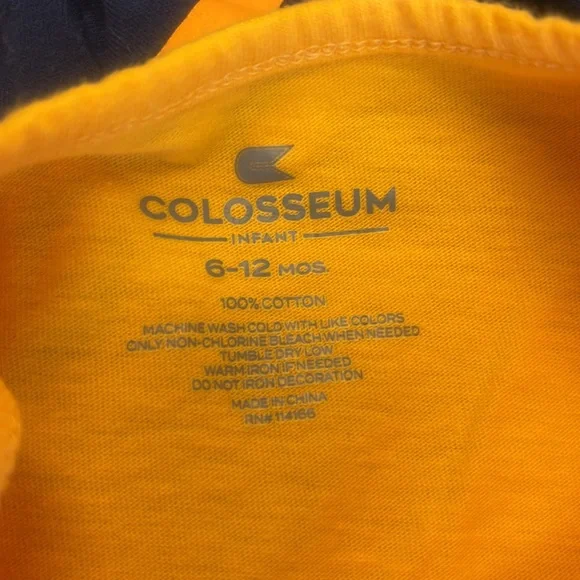 COLOSSEUM
INFANT
6-12 MOS.
100% COTTON
MACHINE WASH COLD WITH LIKE COLORS
ONLY NON-CHLORINE BLEACH WHEN NEEDED
TUMBLE DRY LOW
WARM IRON IF NEEDED
DO NOT IRON DECORATION
MADE IN CHINA
RN# 114166